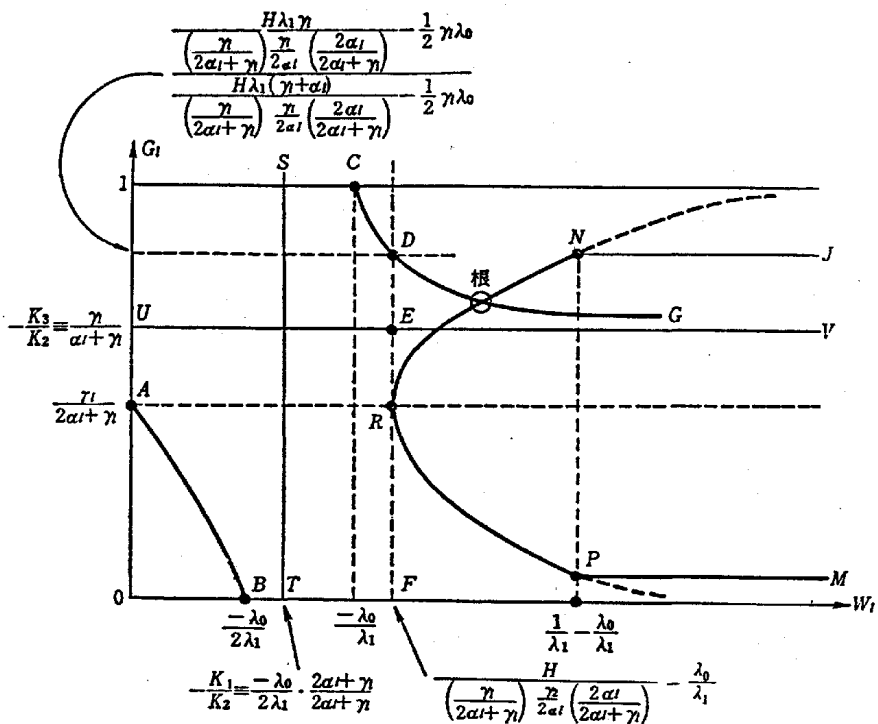 Hλ₁γₗ / ((γₗ/(2αₗ+γₗ)) γₗ/2αₗ (2αₗ/(2αₗ+γₗ))) − 1/2 γₗλ₀
Hλ₁(γₗ+αₗ) / ((γₗ/(2αₗ+γₗ)) γₗ/2αₗ (2αₗ/(2αₗ+γₗ))) − 1/2 γₗλ₀
Gₗ S C
1
D N J
根
G
−K₃/K₂ ≡ γₗ/(αₗ+γₗ) U E V
γₗ/(2αₗ+γₗ) A
R
P
M
0 B T F Wₗ
−λ₀/2λ₁ −λ₀/λ₁ 1/λ₁ − λ₀/λ₁
−K₁/K₂ ≡ −λ₀/2λ₁ · (2αₗ+γₗ)/(2αₗ+γₗ)
H / ((γₗ/(2αₗ+γₗ)) γₗ/2αₗ (2αₗ/(2αₗ+γₗ))) − λ₀/λ₁